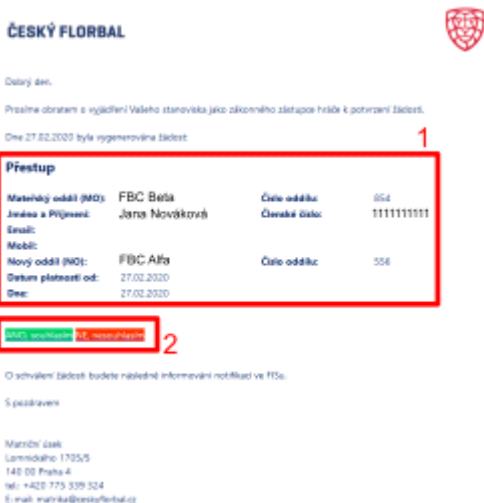 ČESKÝ FLORBAL
Dobrý den,
Prosíme obratem o vyjádření Vašeho stanoviska jako zákonného zástupce hráče k potvrzení žádosti.
Dne 27.02.2020 byla vygenerována žádost:
1
Přestup
Mateřský oddíl (MO): FBC Beta Číslo oddílu: 854
Jméno a Příjmení: Jana Nováková Členské číslo: 1111111111
Email:
Mobil:
Nový oddíl (NO): FBC Alfa Číslo oddílu: 556
Datum platnosti od: 27.02.2020
Dne: 27.02.2020
ANO, souhlasím NE, nesouhlasím
2
O schválení žádosti budete následně informováni notifikací ve FISu.
S pozdravem
Matriční úsek
Lomnického 1705/5
140 00 Praha 4
tel.: +420 775 339 324
E-mail: matrika@ceskyflorbal.cz